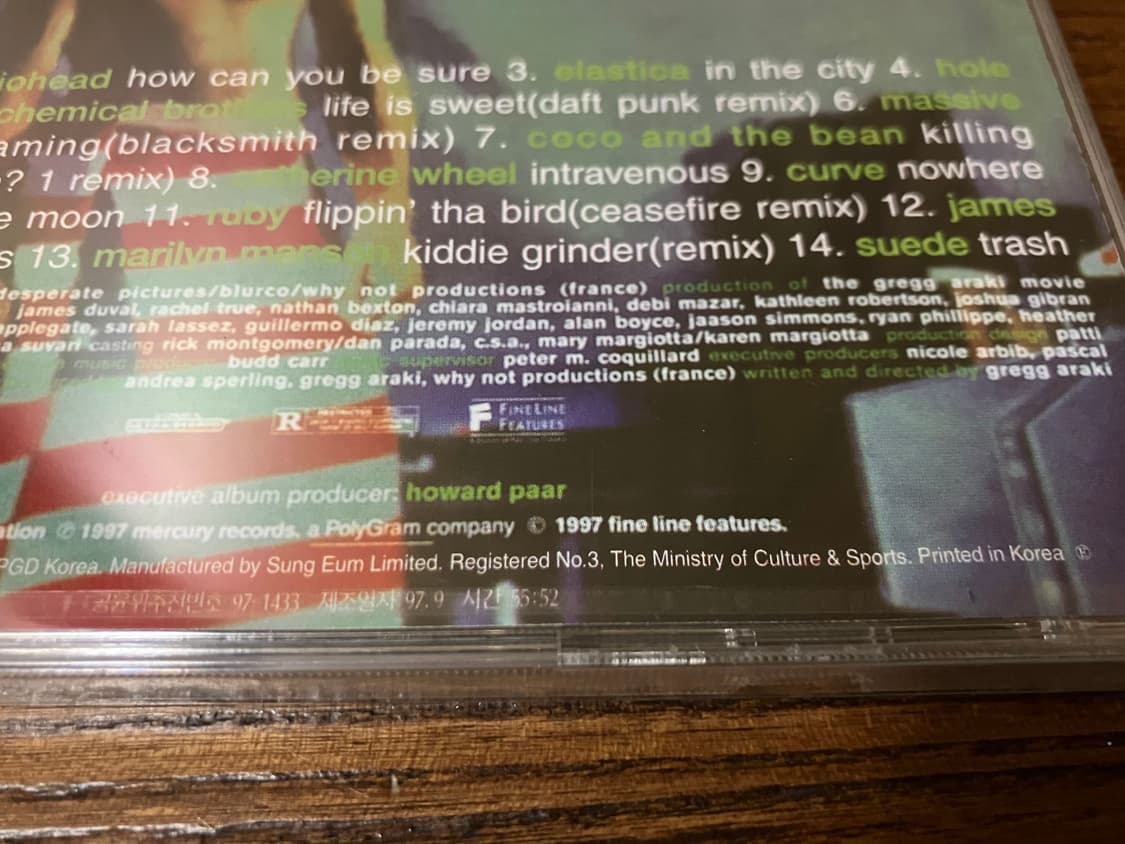 iohead how can you be sure 3. elastica in the city 4. hole
chemical brothers life is sweet(daft punk remix) 6. massive
aming(blacksmith remix) 7. coco and the bean killing
? 1 remix) 8. catherine wheel intravenous 9. curve nowhere
e moon 11. ruby flippin' tha bird(ceasefire remix) 12. james
s 13. marilyn manson kiddie grinder(remix) 14. suede trash
desperate pictures/blurco/why not productions (france) production of the gregg araki movie
james duval, rachel true, nathan bexton, chiara mastroianni, debi mazar, kathleen robertson, joshua gibran
applegate, sarah lassez, guillermo diaz, jeremy jordan, alan boyce, jaason simmons, ryan phillippe, heather
a suvari casting rick montgomery/dan parada, c.s.a., mary margiotta/karen margiotta production design patti
music budd carr supervisor peter m. coquillard executive producers nicole arbib, pascal
andrea sperling, gregg araki, why not productions (france) written and directed by gregg araki
R RESTRICTED
F FINE LINE
FEATURES
executive album producer: howard paar
ation ℗ 1997 mercury records, a PolyGram company © 1997 fine line features.
PGD Korea. Manufactured by Sung Eum Limited. Registered No.3, The Ministry of Culture & Sports. Printed in Korea ®
공윤위주신번호 97-1433 제조일자 97.9 시간 55:52